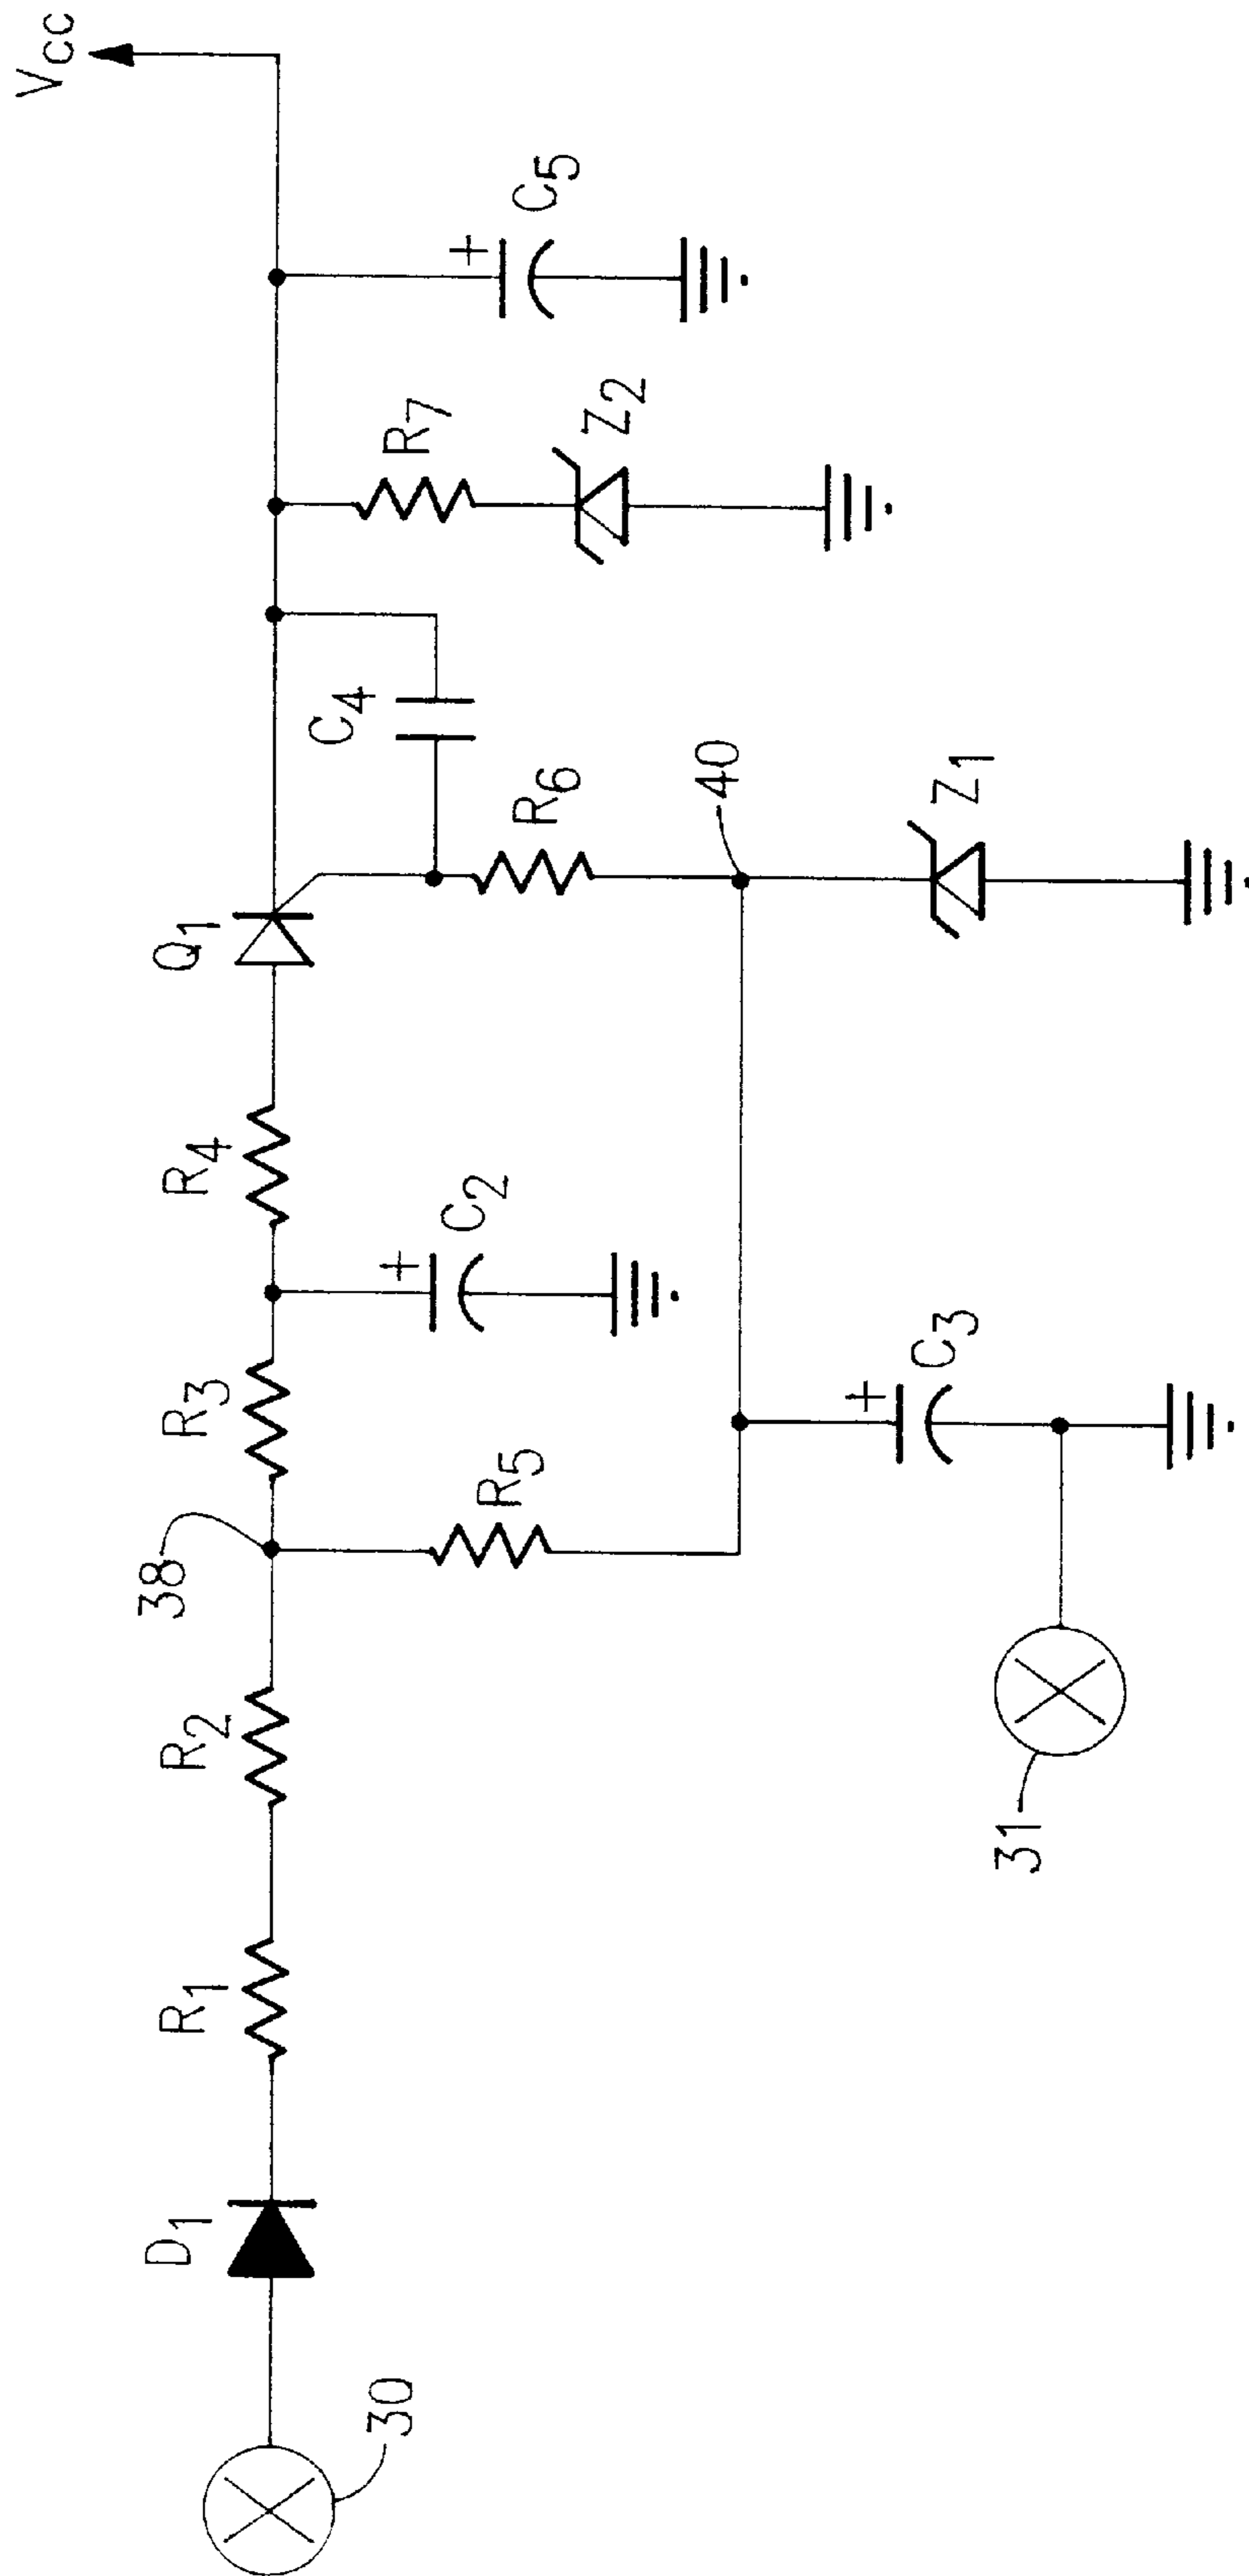 30
D1
R1
R2
38
R3
R4
Q1
VCC
R5
C2
C4
R6
R7
Z2
+
C5
+
40
31
+
C3
Z1